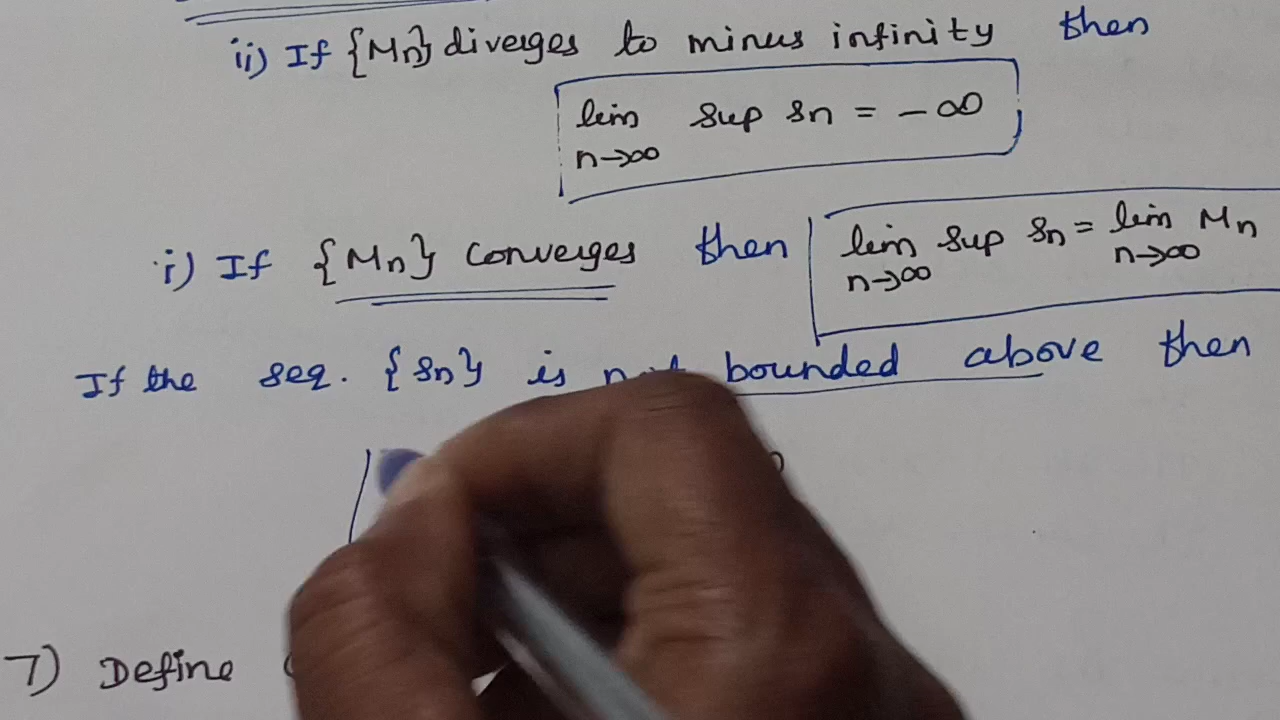 ii) If {Mn} diverges to minus infinity then
lim sup sn = -∞
n→∞
i) If {Mn} converges then lim sup sn = lim Mn
n→∞ n→∞
If the seq. {sn} is not bounded above then
7) Define